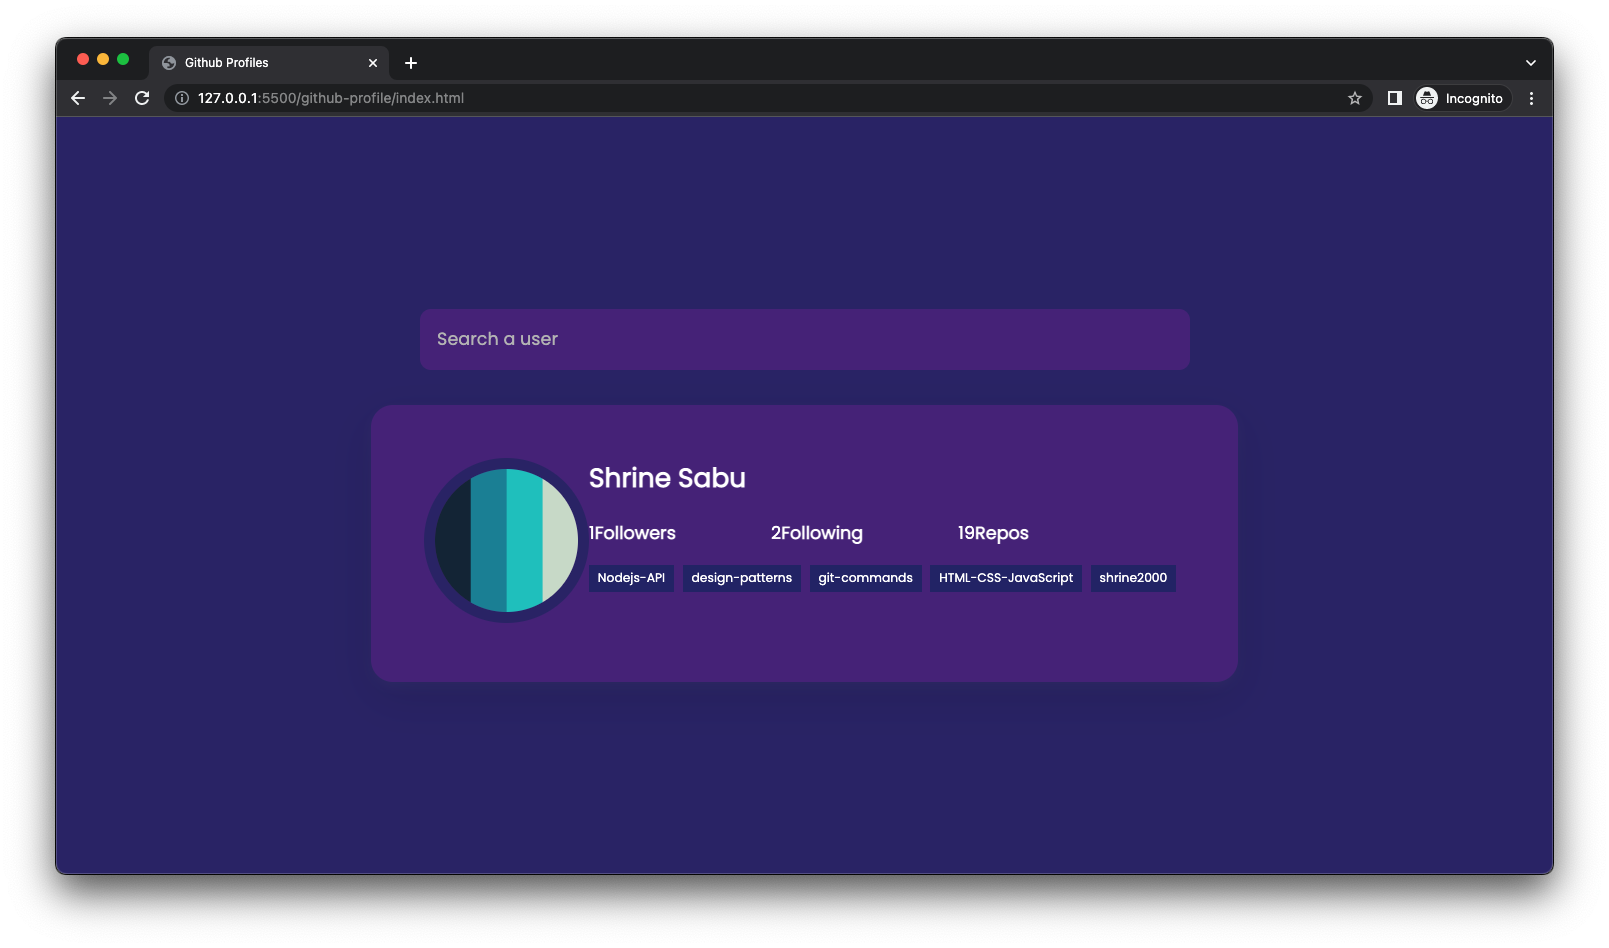 Github Profiles
127.0.0.1:5500/github-profile/index.html
Incognito
Search a user
Shrine Sabu
1Followers 2Following 19Repos
Nodejs-API design-patterns git-commands HTML-CSS-JavaScript shrine2000